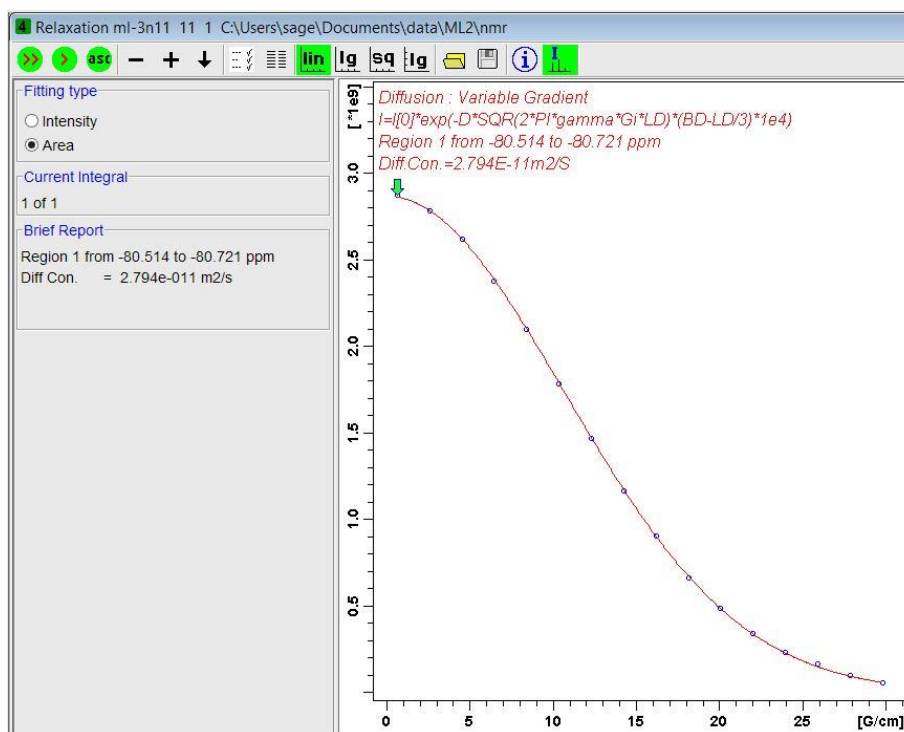 4 Relaxation ml-3n11 11 1 C:\Users\sage\Documents\data\ML2\nmr
>> > asc − + lin lg sq lg i I
Fitting type
Intensity
Area
Current Integral
1 of 1
Brief Report
Region 1 from -80.514 to -80.721 ppm
Diff Con. = 2.794e-011 m2/s
[*1e9]
Diffusion : Variable Gradient
I=I[0]*exp(-D*SQR(2*PI*gamma*Gi*LD)*(BD-LD/3)*1e4)
Region 1 from -80.514 to -80.721 ppm
Diff.Con.=2.794E-11m2/S
3.0
2.5
2.0
1.5
1.0
0.5
0 5 10 15 20 25 [G/cm]